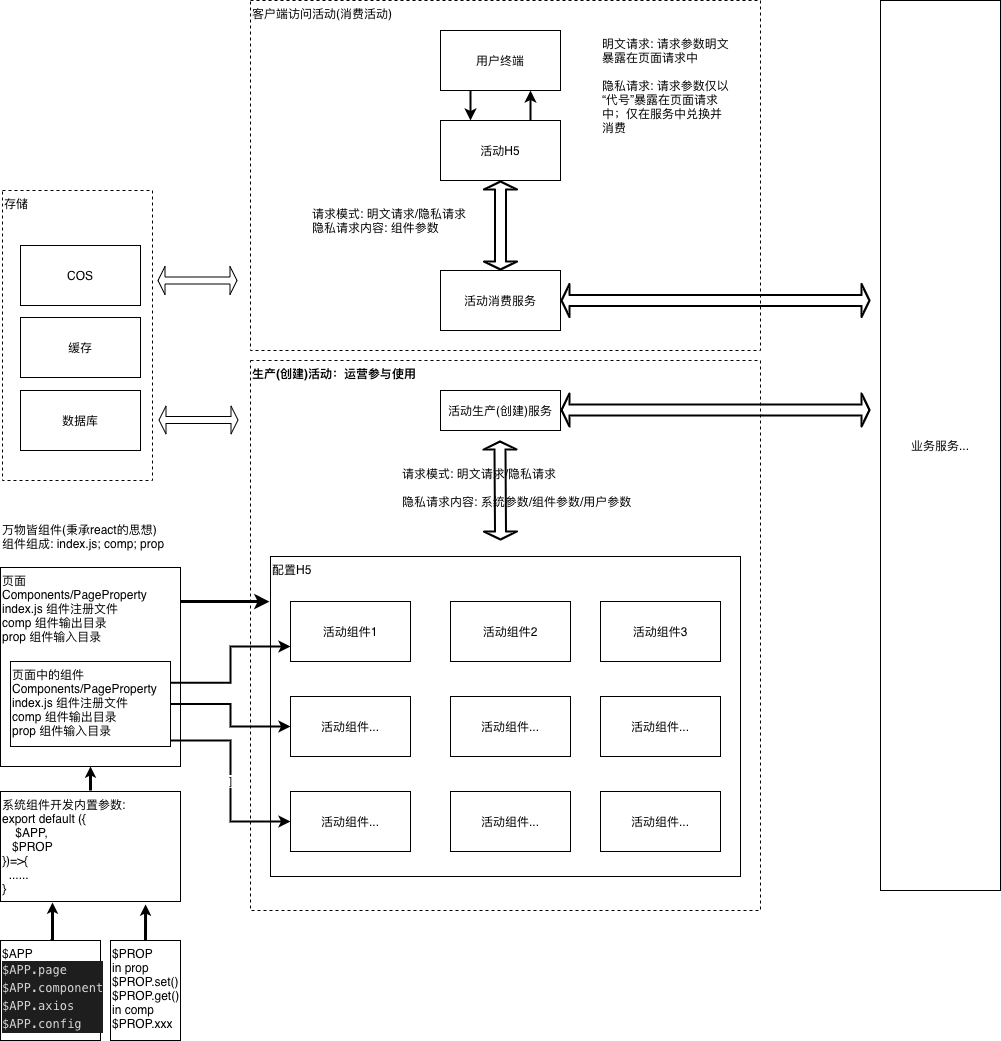 客户端访问活动(消费活动)
用户终端
明文请求: 请求参数明文
暴露在页面请求中
隐私请求: 请求参数仅以
“代号”暴露在页面请求
中；仅在服务中兑换并
消费
活动H5
请求模式: 明文请求/隐私请求
隐私请求内容: 组件参数
活动消费服务
存储
COS
缓存
数据库
生产(创建)活动：运营参与使用
活动生产(创建)服务
业务服务...
请求模式: 明文请求/隐私请求
隐私请求内容: 系统参数/组件参数/用户参数
万物皆组件(秉承react的思想)
组件组成: index.js; comp; prop
页面
Components/PageProperty
index.js 组件注册文件
comp 组件输出目录
prop 组件输入目录
页面中的组件
Components/PageProperty
index.js 组件注册文件
comp 组件输出目录
prop 组件输入目录
配置H5
活动组件1
活动组件2
活动组件3
活动组件...
活动组件...
活动组件...
活动组件...
活动组件...
活动组件...
系统组件开发内置参数:
export default ({
$APP,
$PROP
})=>{
......
}
$APP
$APP.page
$APP.component
$APP.axios
$APP.config
$PROP
in prop
$PROP.set()
$PROP.get()
in comp
$PROP.xxx